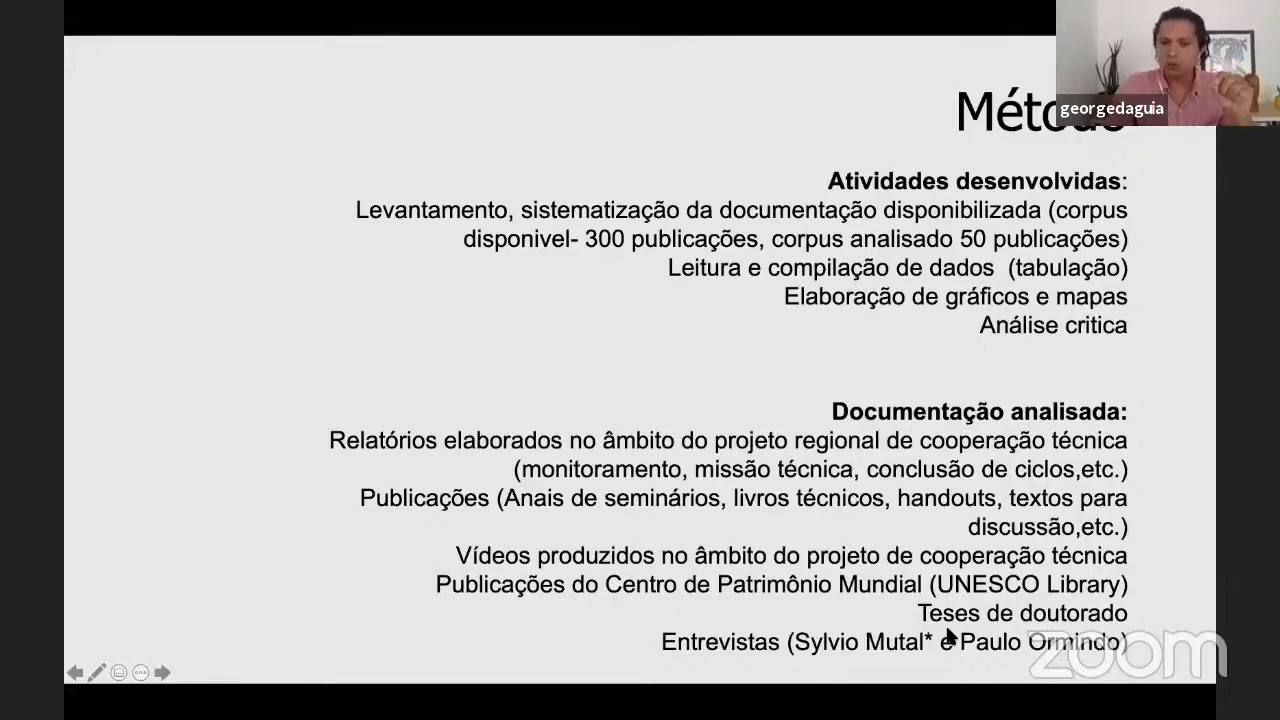 Método
georgedaguia
Atividades desenvolvidas:
Levantamento, sistematização da documentação disponibilizada (corpus
disponivel- 300 publicações, corpus analisado 50 publicações)
Leitura e compilação de dados  (tabulação)
Elaboração de gráficos e mapas
Análise critica
Documentação analisada:
Relatórios elaborados no âmbito do projeto regional de cooperação técnica
(monitoramento, missão técnica, conclusão de ciclos,etc.)
Publicações (Anais de seminários, livros técnicos, handouts, textos para
discussão,etc.)
Vídeos produzidos no âmbito do projeto de cooperação técnica
Publicações do Centro de Patrimônio Mundial (UNESCO Library)
Teses de doutorado
Entrevistas (Sylvio Mutal* e Paulo Ormindo)
zoom